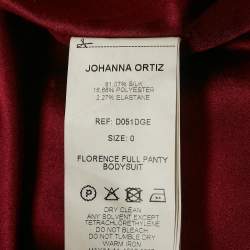 JOHANNA ORTIZ
81.07% SILK
16.66% POLYESTER
2.27% ELASTANE
REF: D051DGE
SIZE: 0
FLORENCE FULL PANTY
BODYSUIT
DRY CLEAN
ANY SOLVENT EXCEPT
TETRACHLORETHYLENE
DO NOT BLEACH
DO NOT TUMBLE DRY
WARM IRON